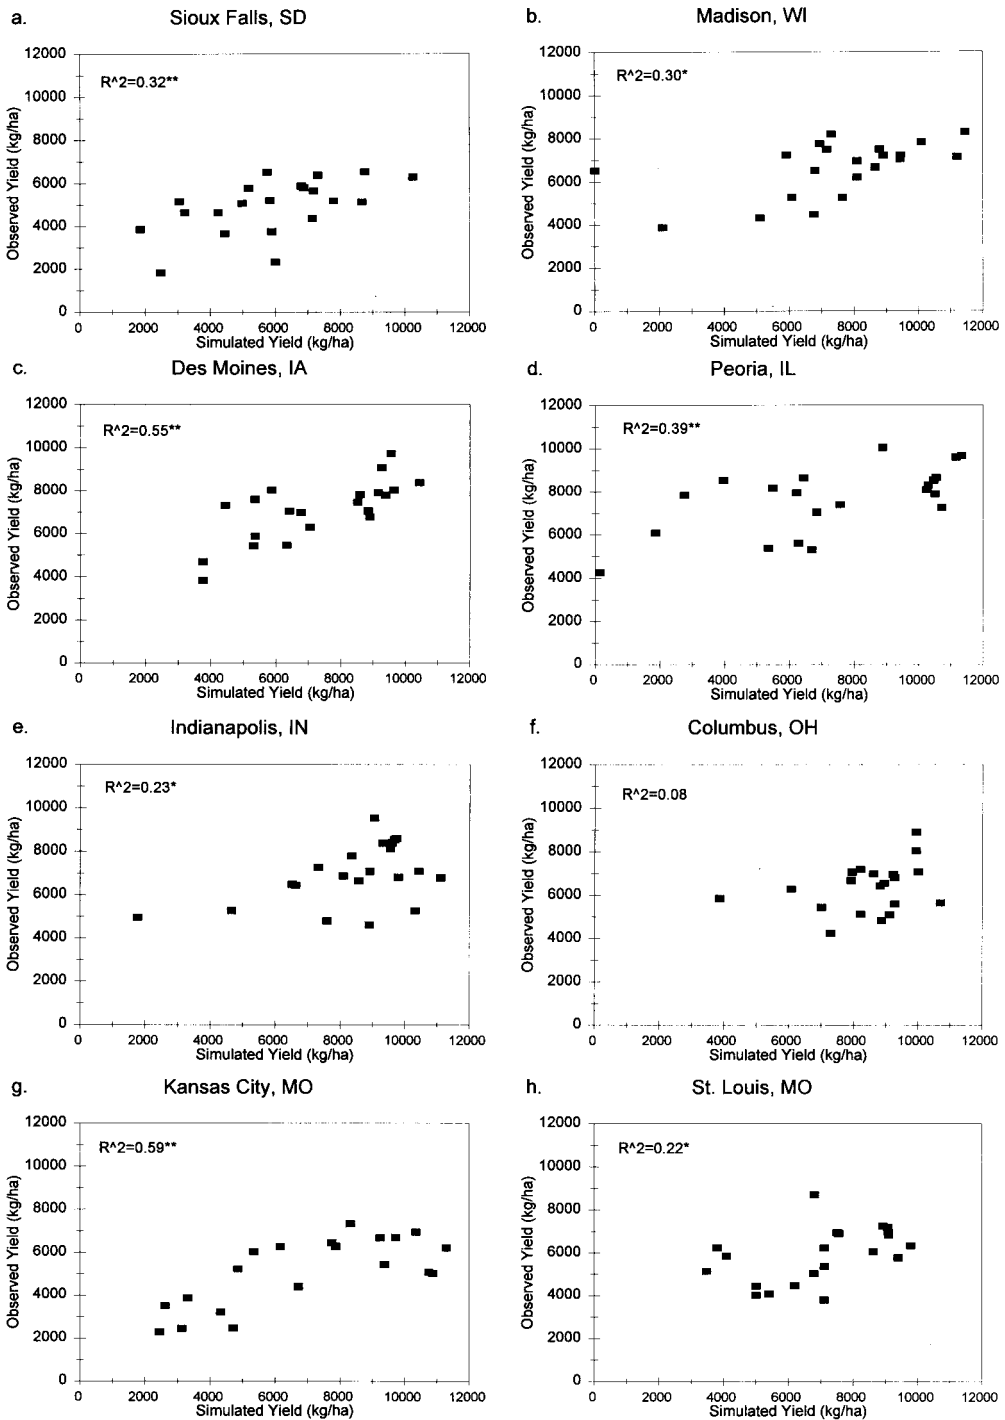 a. Sioux Falls, SD
12000
10000
8000
6000
4000
2000
0
R^2=0.32**
Observed Yield (kg/ha)
0 2000 4000 6000 8000 10000 12000
Simulated Yield (kg/ha)
b. Madison, WI
12000
10000
8000
6000
4000
2000
0
R^2=0.30*
Observed Yield (kg/ha)
0 2000 4000 6000 8000 10000 12000
Simulated Yield (kg/ha)
c. Des Moines, IA
12000
10000
8000
6000
4000
2000
0
R^2=0.55**
Observed Yield (kg/ha)
0 2000 4000 6000 8000 10000 12000
Simulated Yield (kg/ha)
d. Peoria, IL
12000
10000
8000
6000
4000
2000
0
R^2=0.39**
Observed Yield (kg/ha)
0 2000 4000 6000 8000 10000 12000
Simulated Yield (kg/ha)
e. Indianapolis, IN
12000
10000
8000
6000
4000
2000
0
R^2=0.23*
Observed Yield (kg/ha)
0 2000 4000 6000 8000 10000 12000
Simulated Yield (kg/ha)
f. Columbus, OH
12000
10000
8000
6000
4000
2000
0
R^2=0.08
Observed Yield (kg/ha)
0 2000 4000 6000 8000 10000 12000
Simulated Yield (kg/ha)
g. Kansas City, MO
12000
10000
8000
6000
4000
2000
0
R^2=0.59**
Observed Yield (kg/ha)
0 2000 4000 6000 8000 10000 12000
Simulated Yield (kg/ha)
h. St. Louis, MO
12000
10000
8000
6000
4000
2000
0
R^2=0.22*
Observed Yield (kg/ha)
0 2000 4000 6000 8000 10000 12000
Simulated Yield (kg/ha)